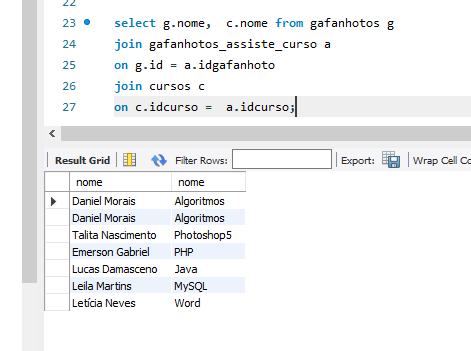 23 select g.nome,  c.nome from gafanhotos g
24 join gafanhotos_assiste_curso a
25 on g.id = a.idgafanhoto
26 join cursos c
27 on c.idcurso =  a.idcurso;
Result Grid Filter Rows: Export: Wrap Cell Co
nome nome
Daniel Morais Algoritmos
Daniel Morais Algoritmos
Talita Nascimento Photoshop5
Emerson Gabriel PHP
Lucas Damasceno Java
Leila Martins MySQL
Letícia Neves Word